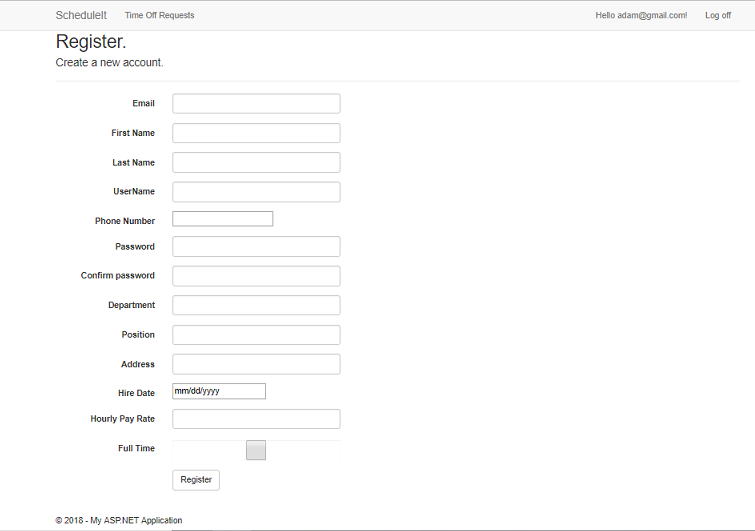 ScheduleIt Time Off Requests Hello adam@gmail.com! Log off
Register.
Create a new account.
Email
First Name
Last Name
UserName
Phone Number
Password
Confirm password
Department
Position
Address
Hire Date mm/dd/yyyy
Hourly Pay Rate
Full Time
Register
© 2018 - My ASP.NET Application